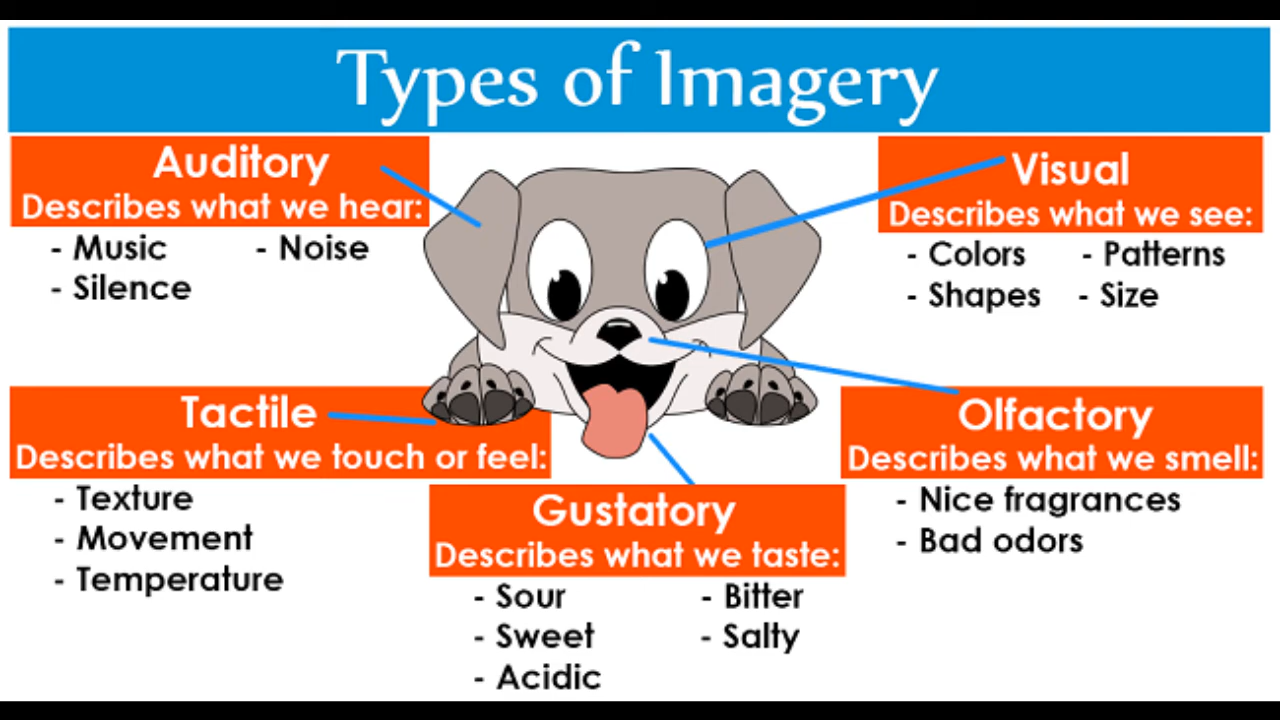 Types of Imagery
Auditory
Describes what we hear:
- Music - Noise
- Silence
Visual
Describes what we see:
- Colors - Patterns
- Shapes - Size
Tactile
Describes what we touch or feel:
- Texture
- Movement
- Temperature
Gustatory
Describes what we taste:
- Sour - Bitter
- Sweet - Salty
- Acidic
Olfactory
Describes what we smell:
- Nice fragrances
- Bad odors